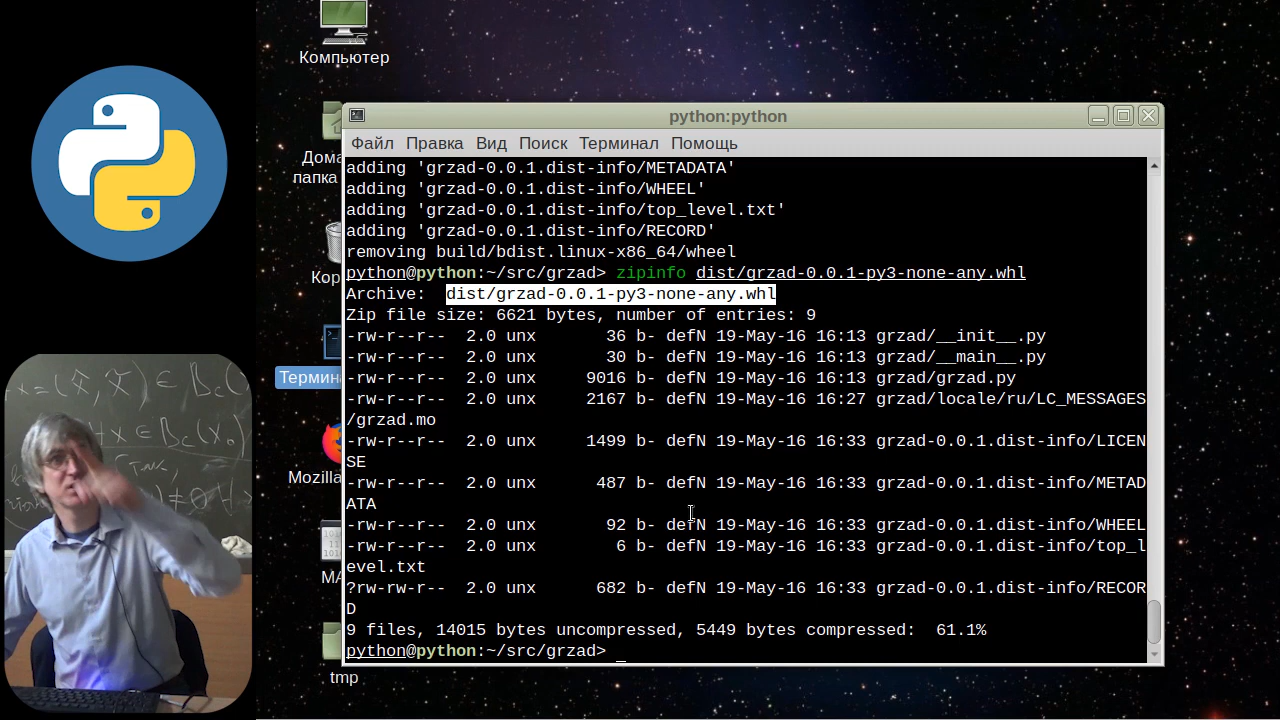 Компьютер
Дома
папка
Кор
Термина
Mozilla
MA
tmp
python:python
Файл Правка Вид Поиск Терминал Помощь
adding 'grzad-0.0.1.dist-info/METADATA'
adding 'grzad-0.0.1.dist-info/WHEEL'
adding 'grzad-0.0.1.dist-info/top_level.txt'
adding 'grzad-0.0.1.dist-info/RECORD'
removing build/bdist.linux-x86_64/wheel
python@python:~/src/grzad> zipinfo dist/grzad-0.0.1-py3-none-any.whl
Archive:  dist/grzad-0.0.1-py3-none-any.whl
Zip file size: 6621 bytes, number of entries: 9
-rw-r--r--  2.0 unx       36 b- defN 19-May-16 16:13 grzad/__init__.py
-rw-r--r--  2.0 unx       30 b- defN 19-May-16 16:13 grzad/__main__.py
-rw-r--r--  2.0 unx     9016 b- defN 19-May-16 16:13 grzad/grzad.py
-rw-r--r--  2.0 unx     2167 b- defN 19-May-16 16:27 grzad/locale/ru/LC_MESSAGES
/grzad.mo
-rw-r--r--  2.0 unx     1499 b- defN 19-May-16 16:33 grzad-0.0.1.dist-info/LICEN
SE
-rw-r--r--  2.0 unx      487 b- defN 19-May-16 16:33 grzad-0.0.1.dist-info/METAD
ATA
-rw-r--r--  2.0 unx       92 b- defN 19-May-16 16:33 grzad-0.0.1.dist-info/WHEEL
-rw-r--r--  2.0 unx        6 b- defN 19-May-16 16:33 grzad-0.0.1.dist-info/top_l
evel.txt
?rw-rw-r--  2.0 unx      682 b- defN 19-May-16 16:33 grzad-0.0.1.dist-info/RECOR
D
9 files, 14015 bytes uncompressed, 5449 bytes compressed:  61.1%
python@python:~/src/grzad>